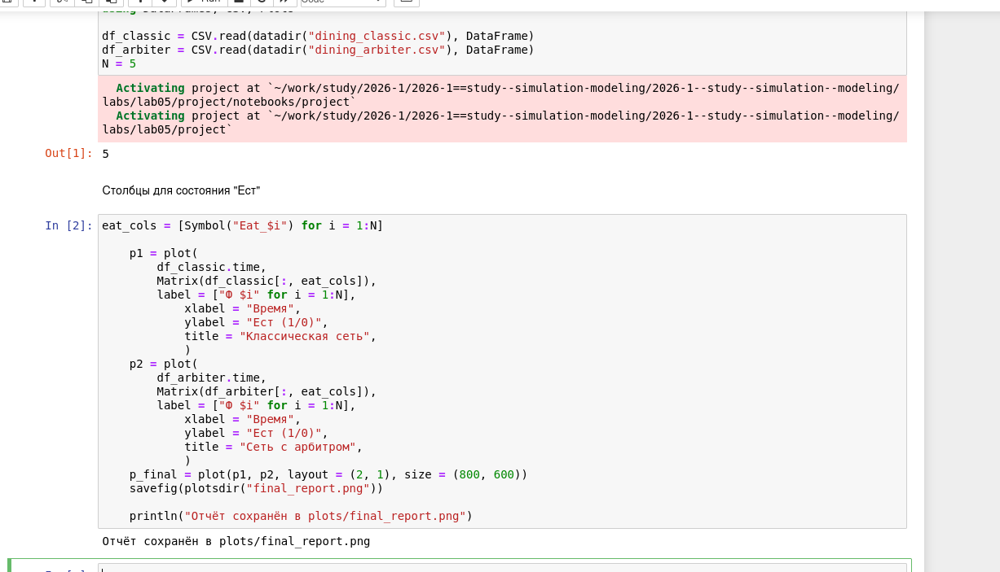 using DataFrames, CSV, Plots
df_classic = CSV.read(datadir("dining_classic.csv"), DataFrame)
df_arbiter = CSV.read(datadir("dining_arbiter.csv"), DataFrame)
N = 5
Activating project at `~/work/study/2026-1/2026-1==study--simulation-modeling/2026-1--study--simulation--modeling/
labs/lab05/project/notebooks/project`
Activating project at `~/work/study/2026-1/2026-1==study--simulation-modeling/2026-1--study--simulation--modeling/
labs/lab05/project`
Out[1]: 5
Столбцы для состояния "Ест"
In [2]: eat_cols = [Symbol("Eat_$i") for i = 1:N]
p1 = plot(
df_classic.time,
Matrix(df_classic[:, eat_cols]),
label = ["Ф $i" for i = 1:N],
xlabel = "Время",
ylabel = "Ест (1/0)",
title = "Классическая сеть",
)
p2 = plot(
df_arbiter.time,
Matrix(df_arbiter[:, eat_cols]),
label = ["Ф $i" for i = 1:N],
xlabel = "Время",
ylabel = "Ест (1/0)",
title = "Сеть с арбитром",
)
p_final = plot(p1, p2, layout = (2, 1), size = (800, 600))
savefig(plotsdir("final_report.png"))
println("Отчёт сохранён в plots/final_report.png")
Отчёт сохранён в plots/final_report.png